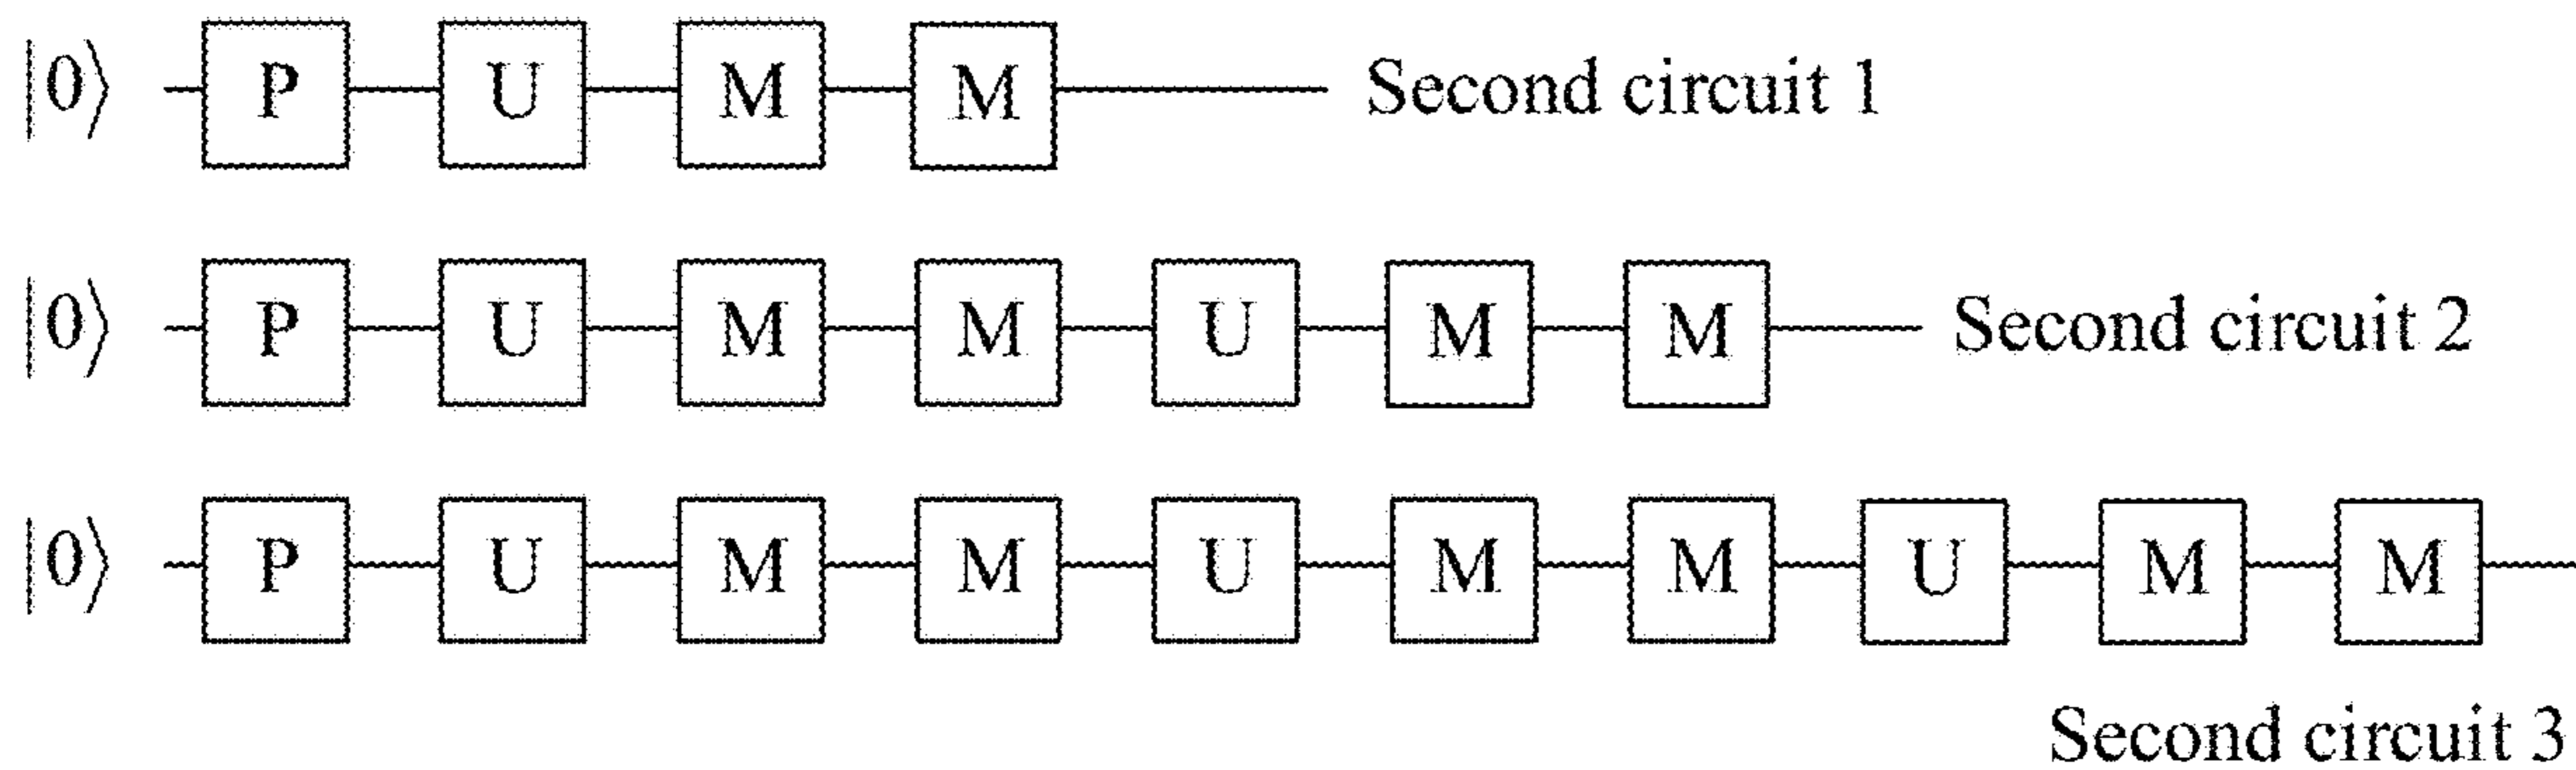 |0⟩ P U M M Second circuit 1
|0⟩ P U M M U M M Second circuit 2
|0⟩ P U M M U M M U M M
Second circuit 3